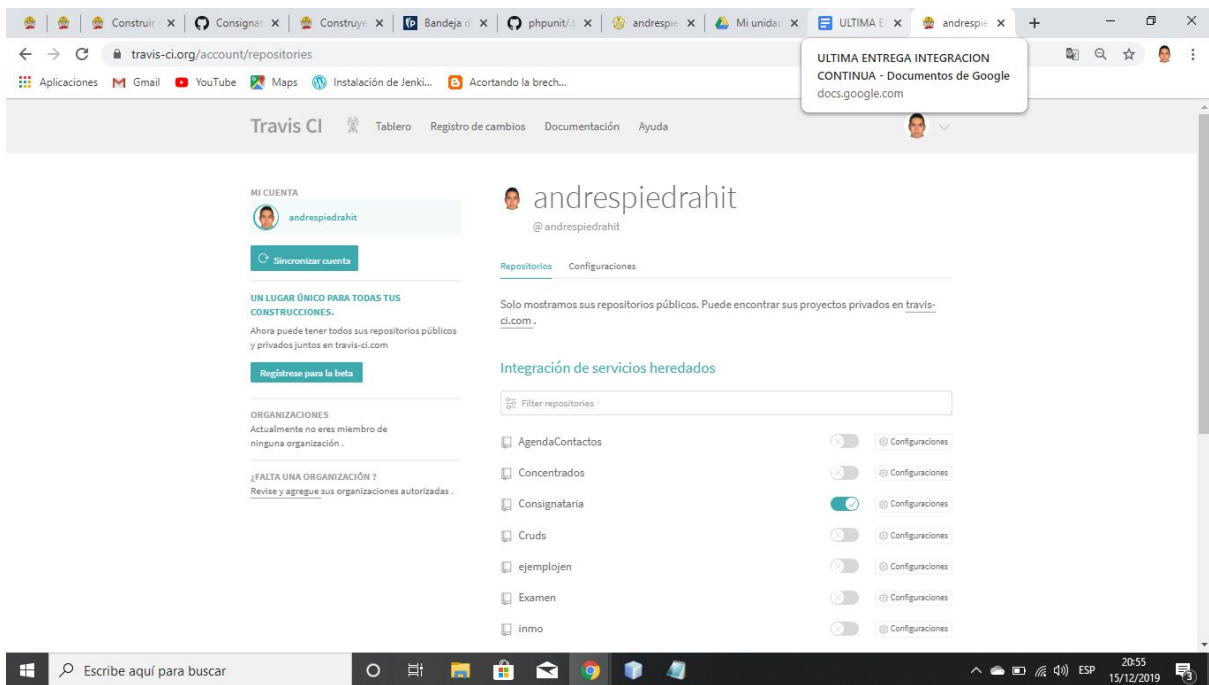 Construir
Consignat
Construye
Bandeja d
phpunit/.t
andrespie
Mi unidad
ULTIMA E
andrespie
travis-ci.org/account/repositories
ULTIMA ENTREGA INTEGRACION
CONTINUA - Documentos de Google
docs.google.com
Aplicaciones
Gmail
YouTube
Maps
Instalación de Jenki...
Acortando la brech...
Travis CI
Tablero
Registro de cambios
Documentación
Ayuda
MI CUENTA
andrespiedrahit
Sincronizar cuenta
UN LUGAR ÚNICO PARA TODAS TUS
CONSTRUCCIONES.
Ahora puede tener todos sus repositorios públicos
y privados juntos en travis-ci.com
Regístrese para la beta
ORGANIZACIONES
Actualmente no eres miembro de
ninguna organización .
¿FALTA UNA ORGANIZACIÓN ?
Revise y agregue sus organizaciones autorizadas .
andrespiedrahit
@ andrespiedrahit
Repositorios
Configuraciones
Solo mostramos sus repositorios públicos. Puede encontrar sus proyectos privados en travis-
ci.com .
Integración de servicios heredados
Filter repositories
AgendaContactos Configuraciones
Concentrados Configuraciones
Consignataria Configuraciones
Cruds Configuraciones
ejemplojen Configuraciones
Examen Configuraciones
inmo Configuraciones
Escribe aquí para buscar
ESP
20:55
15/12/2019
3